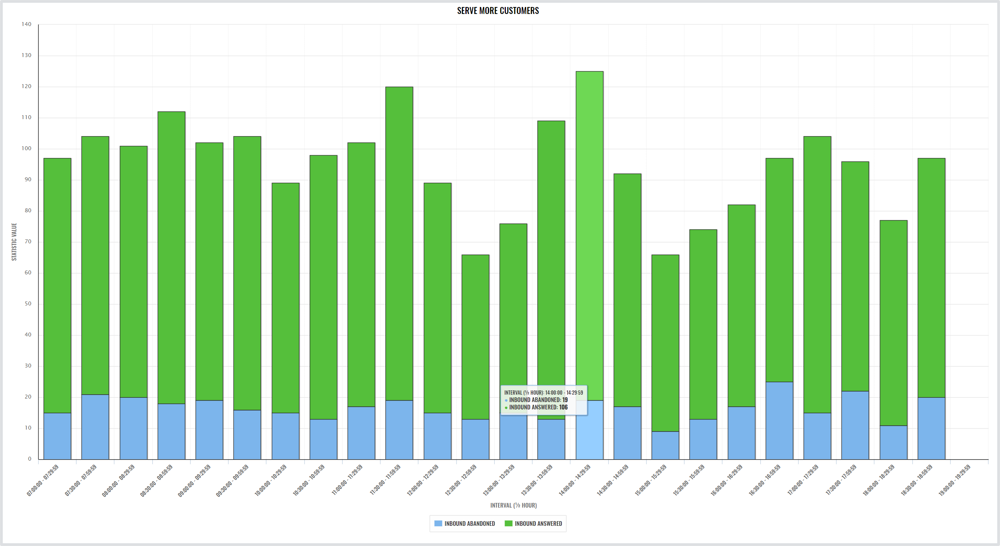 SERVE MORE CUSTOMERS
140
130
120
110
100
90
80
70
60
50
40
30
20
10
0
STATISTIC VALUE
INTERVAL (½ HOUR): 14:00:00 - 14:29:59
INBOUND ABANDONED: 19
INBOUND ANSWERED: 106
07:00:00 - 07:29:59
07:30:00 - 07:59:59
08:00:00 - 08:29:59
08:30:00 - 08:59:59
09:00:00 - 09:29:59
09:30:00 - 09:59:59
10:00:00 - 10:29:59
10:30:00 - 10:59:59
11:00:00 - 11:29:59
11:30:00 - 11:59:59
12:00:00 - 12:29:59
12:30:00 - 12:59:59
13:00:00 - 13:29:59
13:30:00 - 13:59:59
14:00:00 - 14:29:59
14:30:00 - 14:59:59
15:00:00 - 15:29:59
15:30:00 - 15:59:59
16:00:00 - 16:29:59
16:30:00 - 16:59:59
17:00:00 - 17:29:59
17:30:00 - 17:59:59
18:00:00 - 18:29:59
18:30:00 - 18:59:59
19:00:00 - 19:29:59
INTERVAL (½ HOUR)
INBOUND ABANDONED
INBOUND ANSWERED